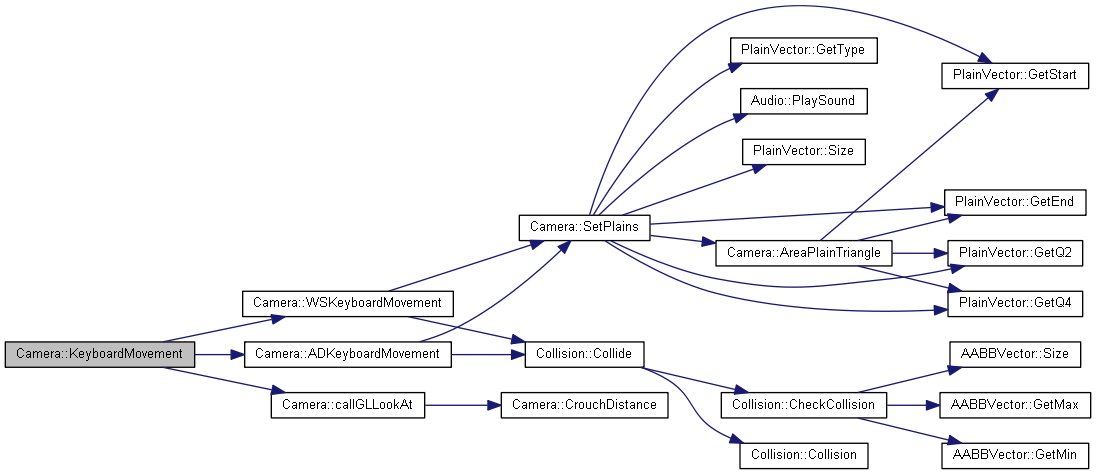 PlainVector::GetType
PlainVector::GetStart
Audio::PlaySound
PlainVector::Size
PlainVector::GetEnd
Camera::SetPlains
Camera::AreaPlainTriangle
PlainVector::GetQ2
Camera::WSKeyboardMovement
PlainVector::GetQ4
Camera::KeyboardMovement
Camera::ADKeyboardMovement
Collision::Collide
AABBVector::Size
Camera::callGLLookAt
Camera::CrouchDistance
Collision::CheckCollision
AABBVector::GetMax
Collision::Collision
AABBVector::GetMin